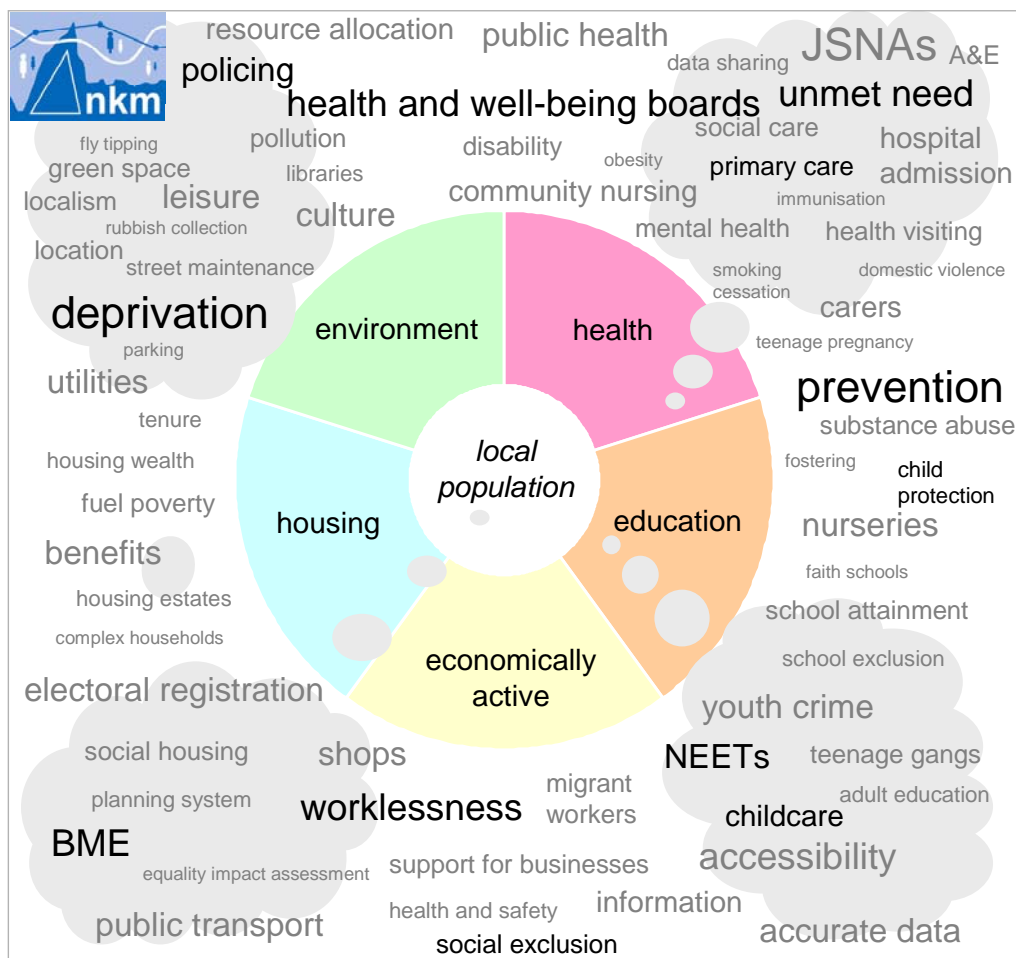 resource allocation
public health
JSNAs
A&E
data sharing
nkm
policing
health and well-being boards
unmet need
fly tipping
pollution
disability
social care
hospital
admission
green space
libraries
obesity
primary care
localism
leisure
culture
community nursing
immunisation
rubbish collection
mental health
health visiting
location
street maintenance
smoking
cessation
domestic violence
deprivation
environment
health
carers
parking
teenage pregnancy
utilities
prevention
tenure
substance abuse
housing wealth
local
population
fostering
child
protection
fuel poverty
housing
education
nurseries
benefits
faith schools
housing estates
school attainment
complex households
economically
active
school exclusion
electoral registration
youth crime
social housing
shops
NEETs
teenage gangs
planning system
worklessness
migrant
workers
adult education
childcare
BME
accessibility
equality impact assessment
support for businesses
public transport
health and safety
information
accurate data
social exclusion